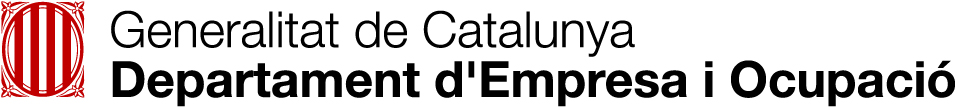 Generalitat de Catalunya
Departament d'Empresa i Ocupació